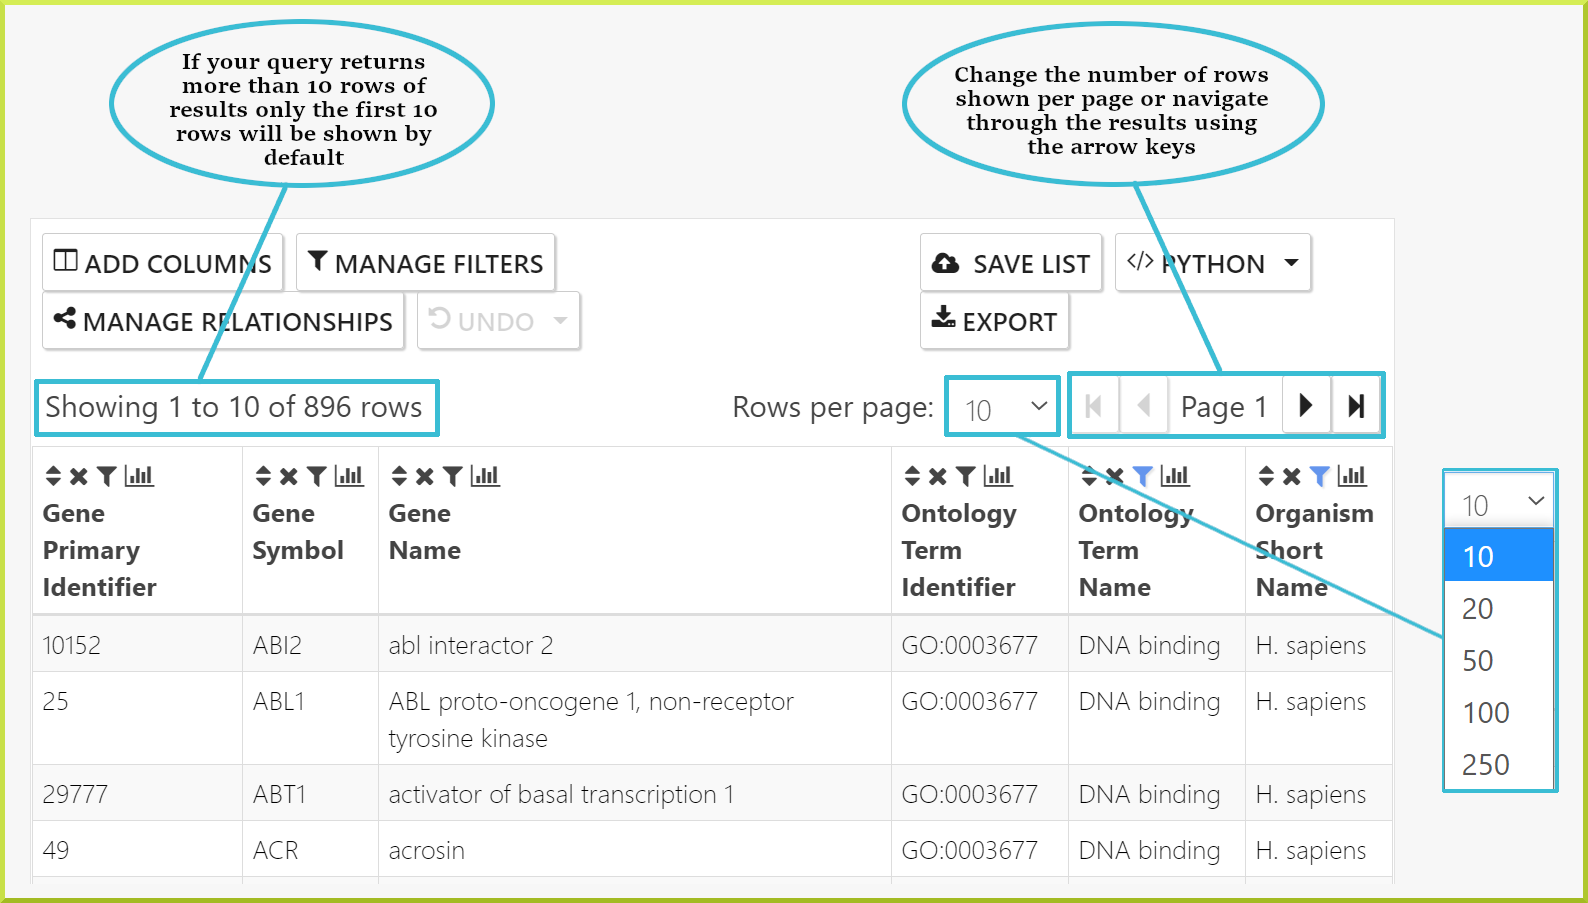 If your query returns
more than 10 rows of
results only the first 10
rows will be shown by
default
Change the number of rows
shown per page or navigate
through the results using
the arrow keys
ADD COLUMNS
MANAGE FILTERS
SAVE LIST
</> PYTHON
MANAGE RELATIONSHIPS
UNDO
EXPORT
Showing 1 to 10 of 896 rows
Rows per page: 10
Page 1
Gene
Primary
Identifier
Gene
Symbol
Gene
Name
Ontology
Term
Identifier
Ontology
Term
Name
Organism
Short
Name
10152 ABI2 abl interactor 2 GO:0003677 DNA binding H. sapiens
25 ABL1 ABL proto-oncogene 1, non-receptor GO:0003677 DNA binding H. sapiens
tyrosine kinase
29777 ABT1 activator of basal transcription 1 GO:0003677 DNA binding H. sapiens
49 ACR acrosin GO:0003677 DNA binding H. sapiens
10
10
20
50
100
250